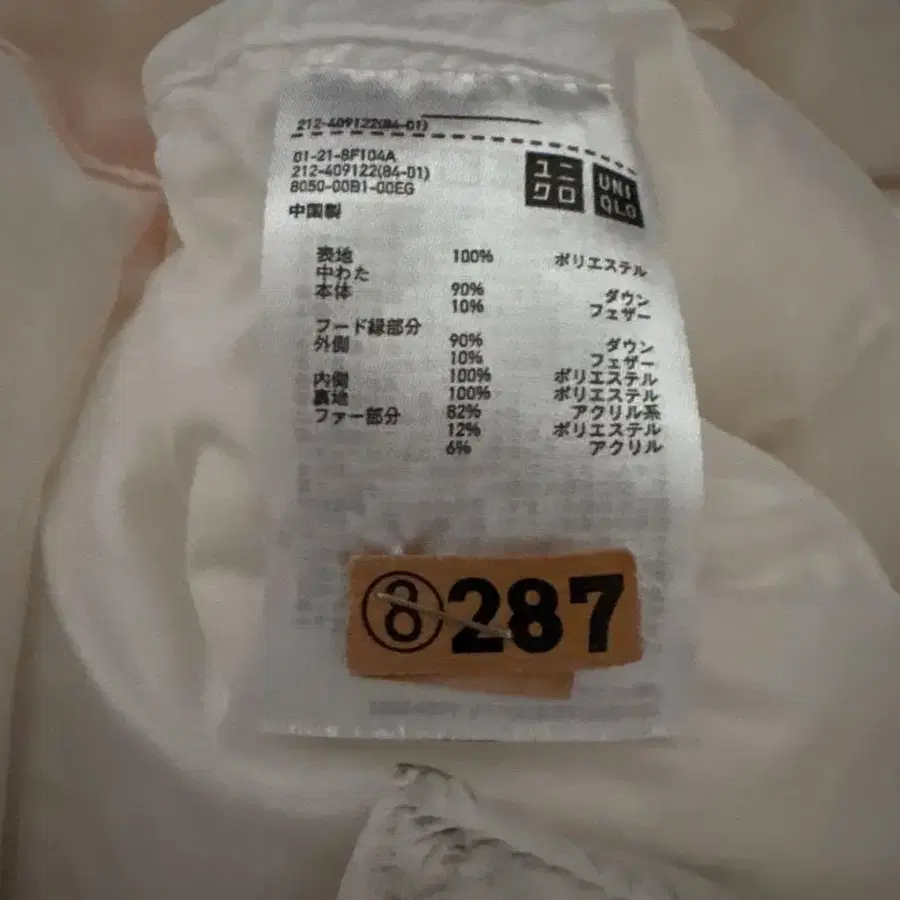 212-409122(84-01)
01-21-8F104A
212-409122(84-01)
8050-00B1-00EG
中国製
ユニ
クロ
UNI
QLO
表地 100% ポリエステル
中わた
本体 90% ダウン
10% フェザー
フード縁部分
外側 90% ダウン
10% フェザー
内側 100% ポリエステル
裏地 100% ポリエステル
ファー部分 82% アクリル系
12% ポリエステル
6% アクリル
⑧287